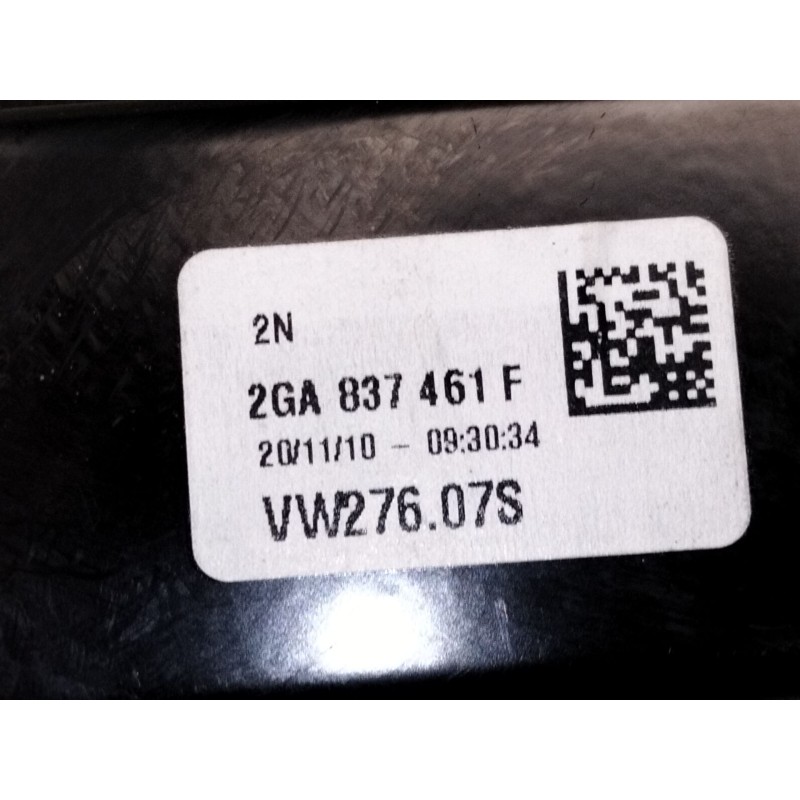 2N
2GA 837 461 F
20/11/10 - 09:30:34
VW276.07S